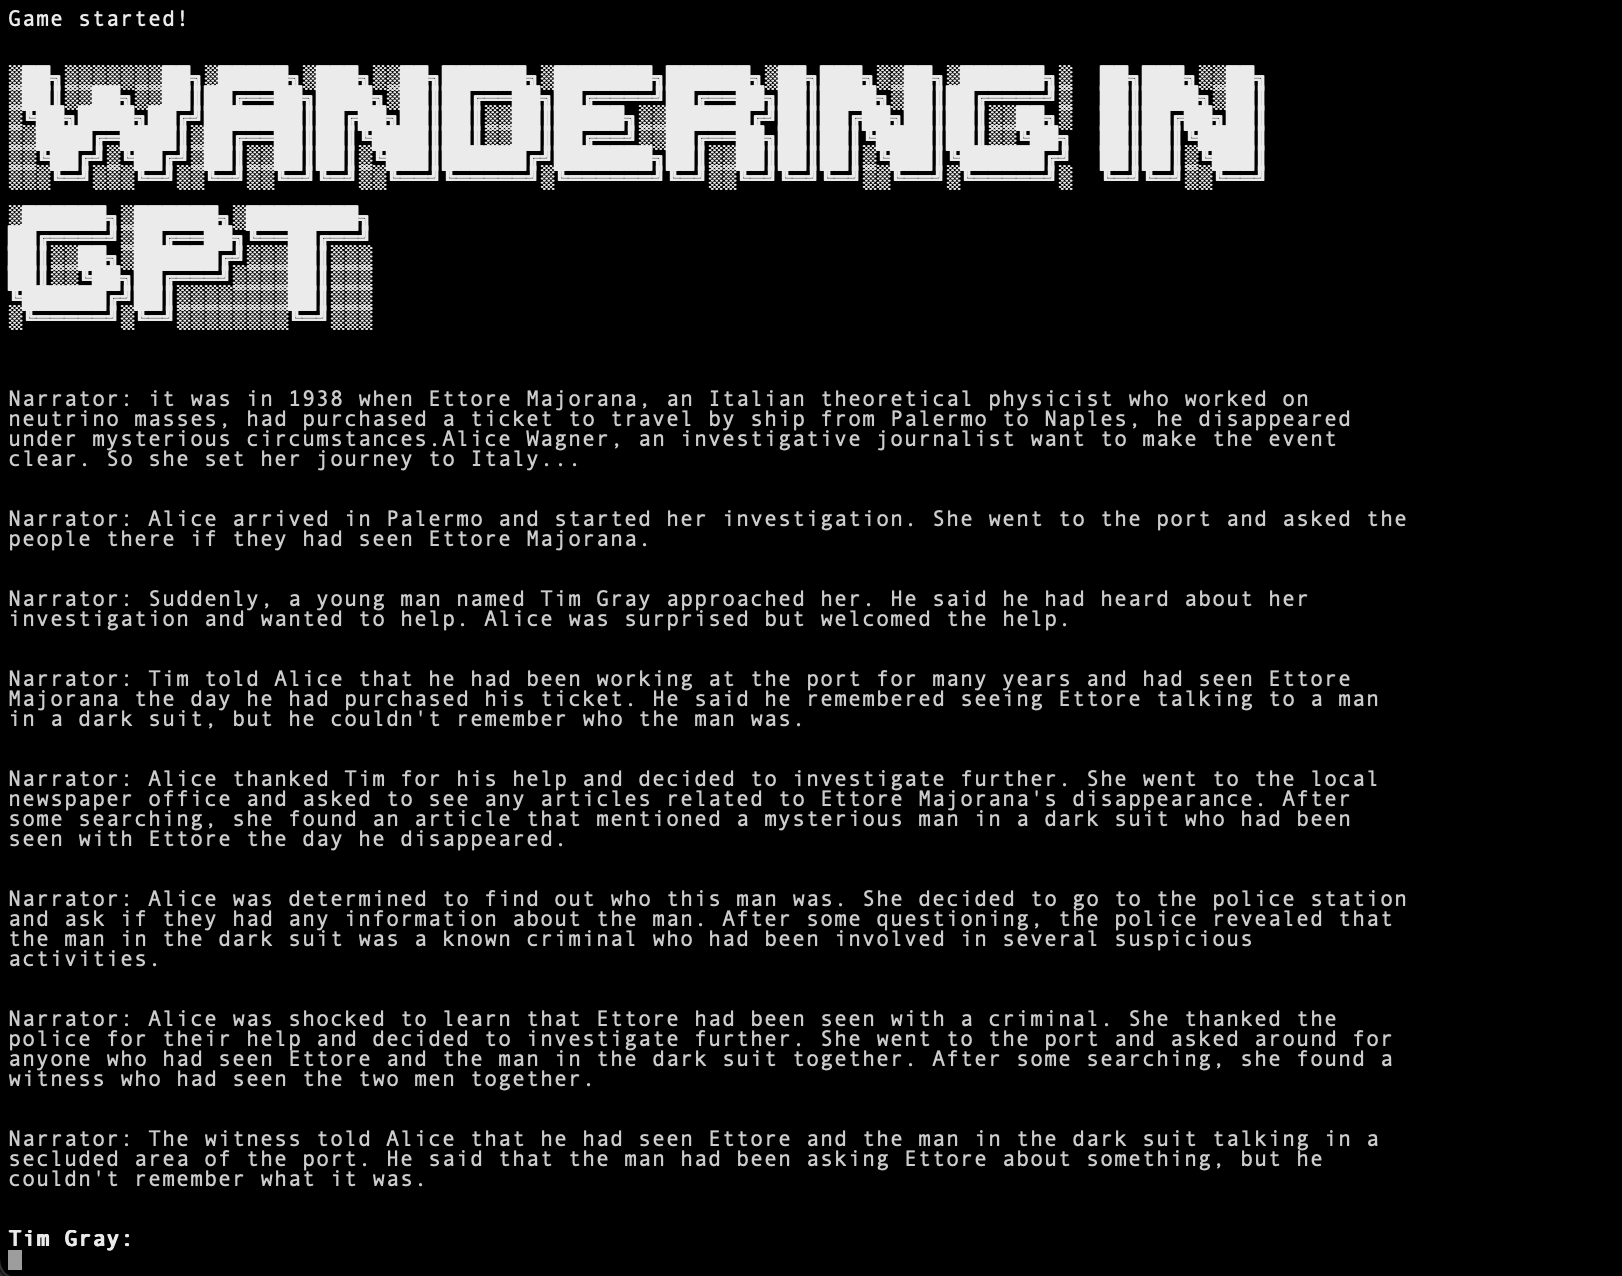 Game started!
WANDERING IN
GPT
Narrator: it was in 1938 when Ettore Majorana, an Italian theoretical physicist who worked on
neutrino masses, had purchased a ticket to travel by ship from Palermo to Naples, he disappeared
under mysterious circumstances.Alice Wagner, an investigative journalist want to make the event
clear. So she set her journey to Italy...
Narrator: Alice arrived in Palermo and started her investigation. She went to the port and asked the
people there if they had seen Ettore Majorana.
Narrator: Suddenly, a young man named Tim Gray approached her. He said he had heard about her
investigation and wanted to help. Alice was surprised but welcomed the help.
Narrator: Tim told Alice that he had been working at the port for many years and had seen Ettore
Majorana the day he had purchased his ticket. He said he remembered seeing Ettore talking to a man
in a dark suit, but he couldn't remember who the man was.
Narrator: Alice thanked Tim for his help and decided to investigate further. She went to the local
newspaper office and asked to see any articles related to Ettore Majorana's disappearance. After
some searching, she found an article that mentioned a mysterious man in a dark suit who had been
seen with Ettore the day he disappeared.
Narrator: Alice was determined to find out who this man was. She decided to go to the police station
and ask if they had any information about the man. After some questioning, the police revealed that
the man in the dark suit was a known criminal who had been involved in several suspicious
activities.
Narrator: Alice was shocked to learn that Ettore had been seen with a criminal. She thanked the
police for their help and decided to investigate further. She went to the port and asked around for
anyone who had seen Ettore and the man in the dark suit together. After some searching, she found a
witness who had seen the two men together.
Narrator: The witness told Alice that he had seen Ettore and the man in the dark suit talking in a
secluded area of the port. He said that the man had been asking Ettore about something, but he
couldn't remember what it was.
Tim Gray: